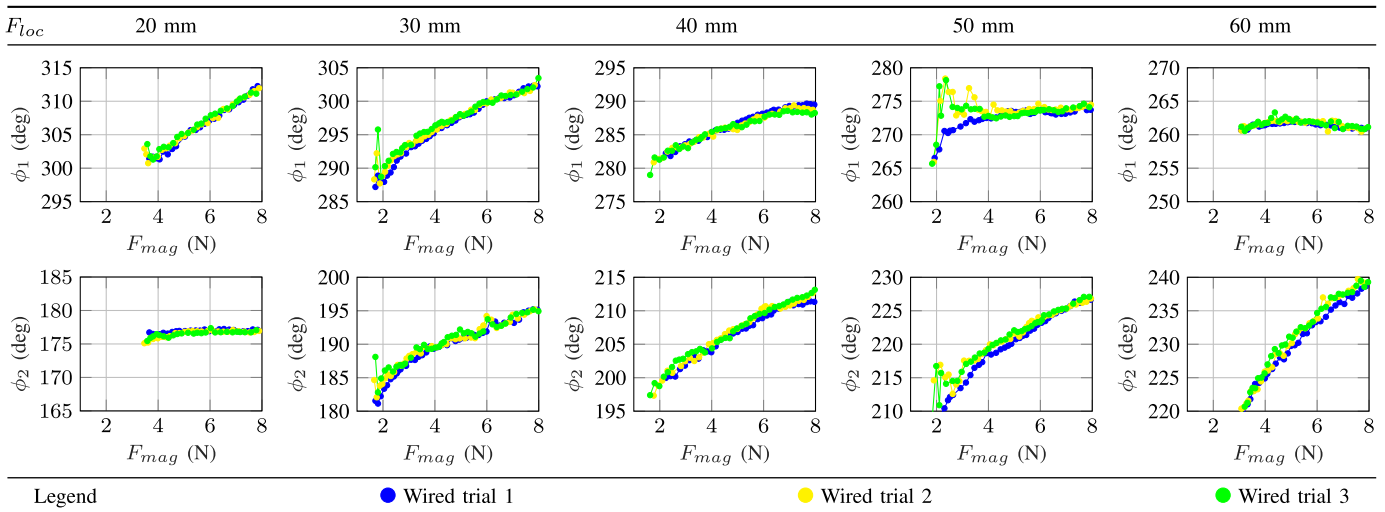 F_loc 20 mm 30 mm 40 mm 50 mm 60 mm
315 305 295 280 270
310 300 290 275 265
305 295 285 270 260
300 290 280 265 255
295 285 275 260 250
ϕ1 (deg) ϕ1 (deg) ϕ1 (deg) ϕ1 (deg) ϕ1 (deg)
2 4 6 8 2 4 6 8 2 4 6 8 2 4 6 8 2 4 6 8
F_mag (N) F_mag (N) F_mag (N) F_mag (N) F_mag (N)
185 200 215 230 240
180 195 210 225 235
175 190 205 220 230
170 185 200 215 225
165 180 195 210 220
ϕ2 (deg) ϕ2 (deg) ϕ2 (deg) ϕ2 (deg) ϕ2 (deg)
2 4 6 8 2 4 6 8 2 4 6 8 2 4 6 8 2 4 6 8
F_mag (N) F_mag (N) F_mag (N) F_mag (N) F_mag (N)
Legend Wired trial 1 Wired trial 2 Wired trial 3